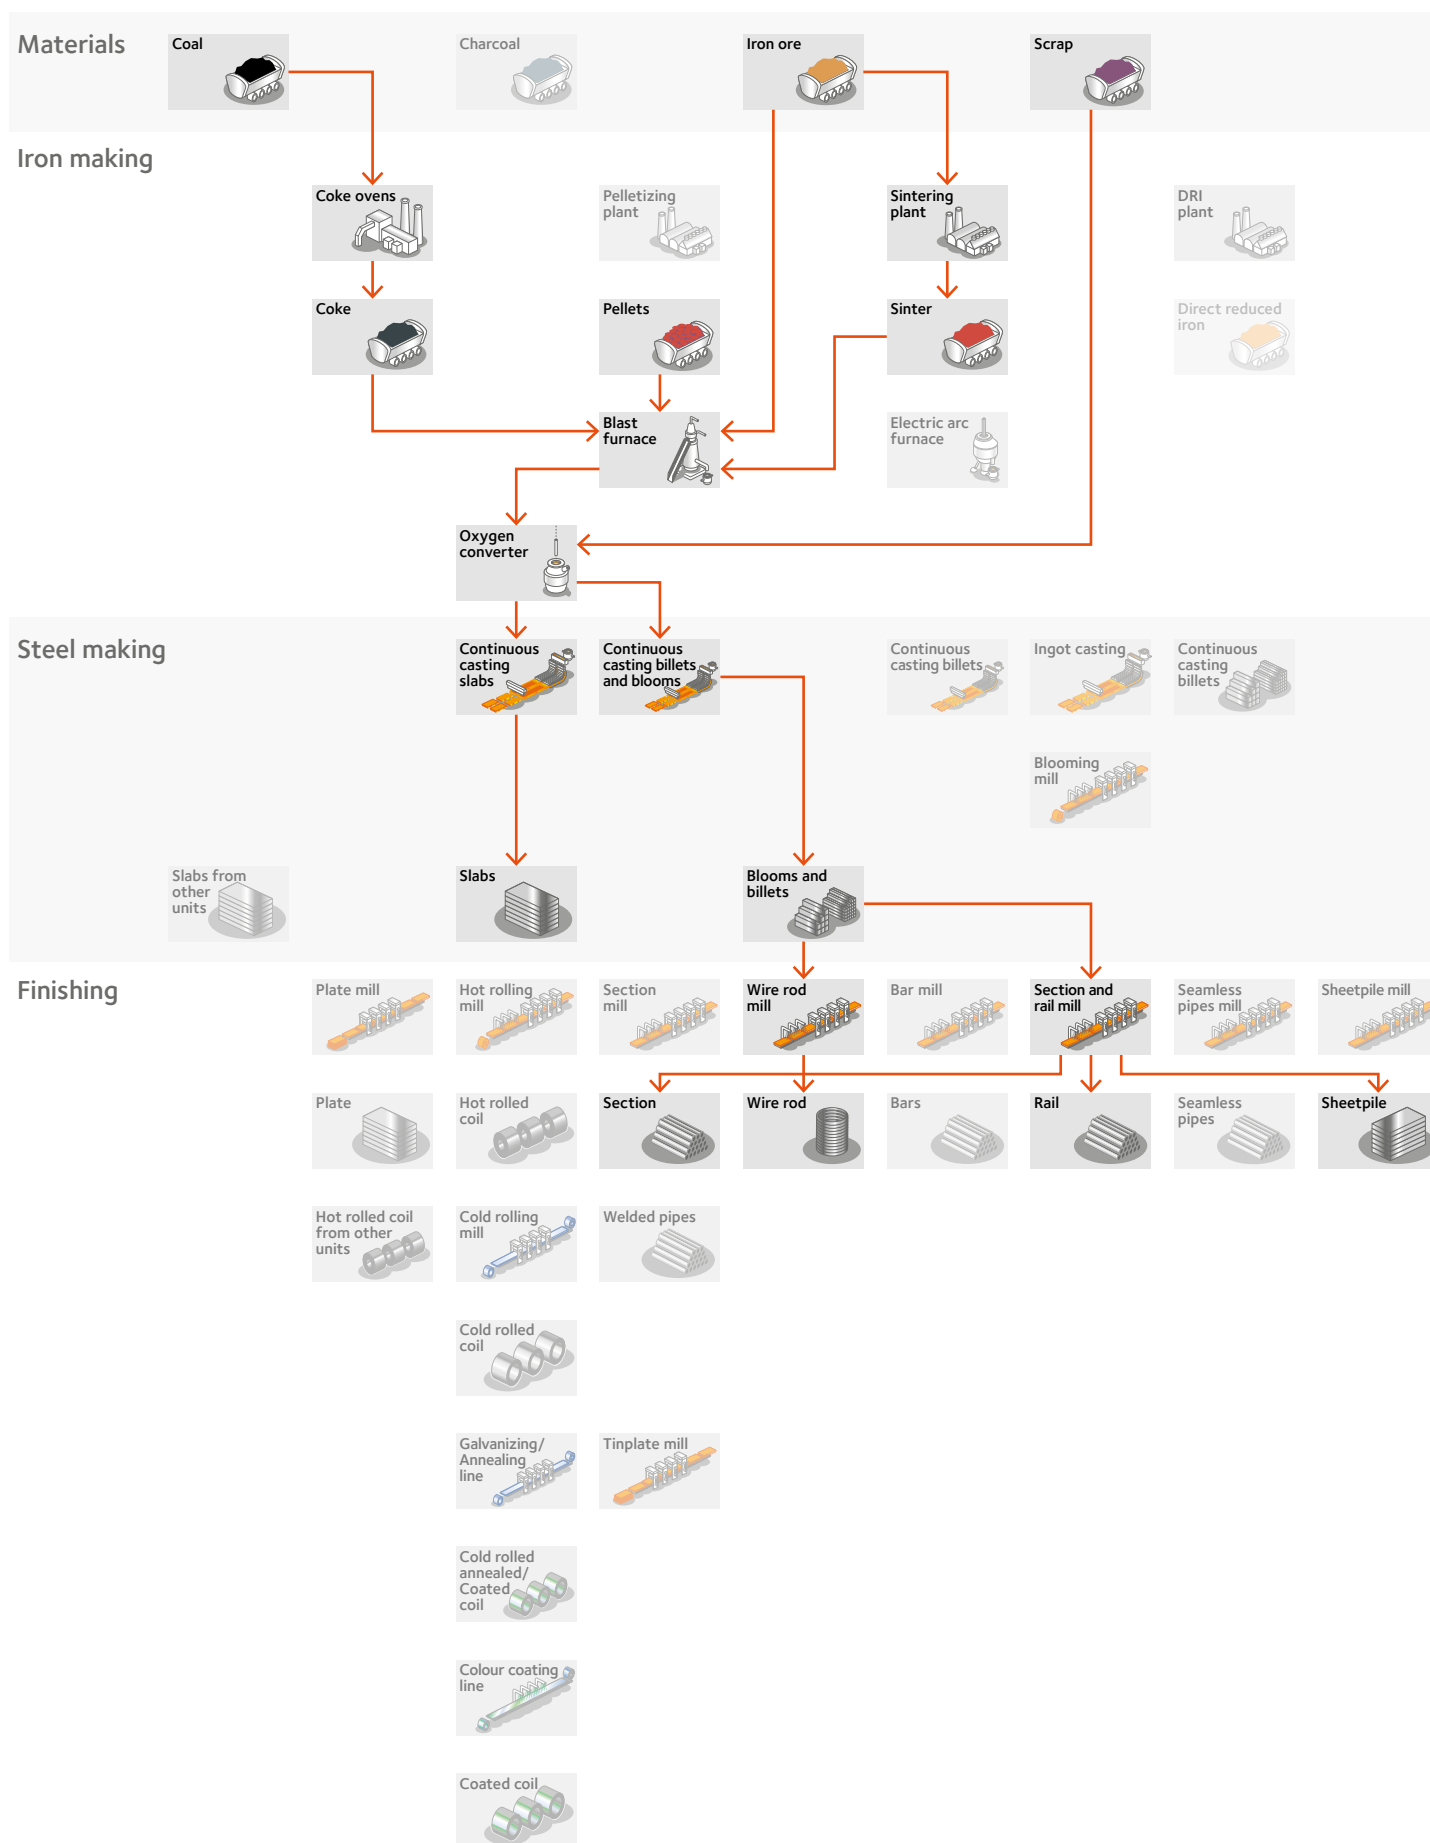 Materials
Coal
Charcoal
Iron ore
Scrap
Iron making
Coke ovens
Pelletizing
plant
Sintering
plant
DRI
plant
Coke
Pellets
Sinter
Direct reduced
iron
Blast
furnace
Electric arc
furnace
Oxygen
converter
Steel making
Continuous
casting
slabs
Continuous
casting billets
and blooms
Continuous
casting billets
Ingot casting
Continuous
casting
billets
Blooming
mill
Slabs from
other
units
Slabs
Blooms and
billets
Finishing
Plate mill
Hot rolling
mill
Section
mill
Wire rod
mill
Bar mill
Section and
rail mill
Seamless
pipes mill
Sheetpile mill
Plate
Hot rolled
coil
Section
Wire rod
Bars
Rail
Seamless
pipes
Sheetpile
Hot rolled coil
from other
units
Cold rolling
mill
Welded pipes
Cold rolled
coil
Galvanizing/
Annealing
line
Tinplate mill
Cold rolled
annealed/
Coated
coil
Colour coating
line
Coated coil